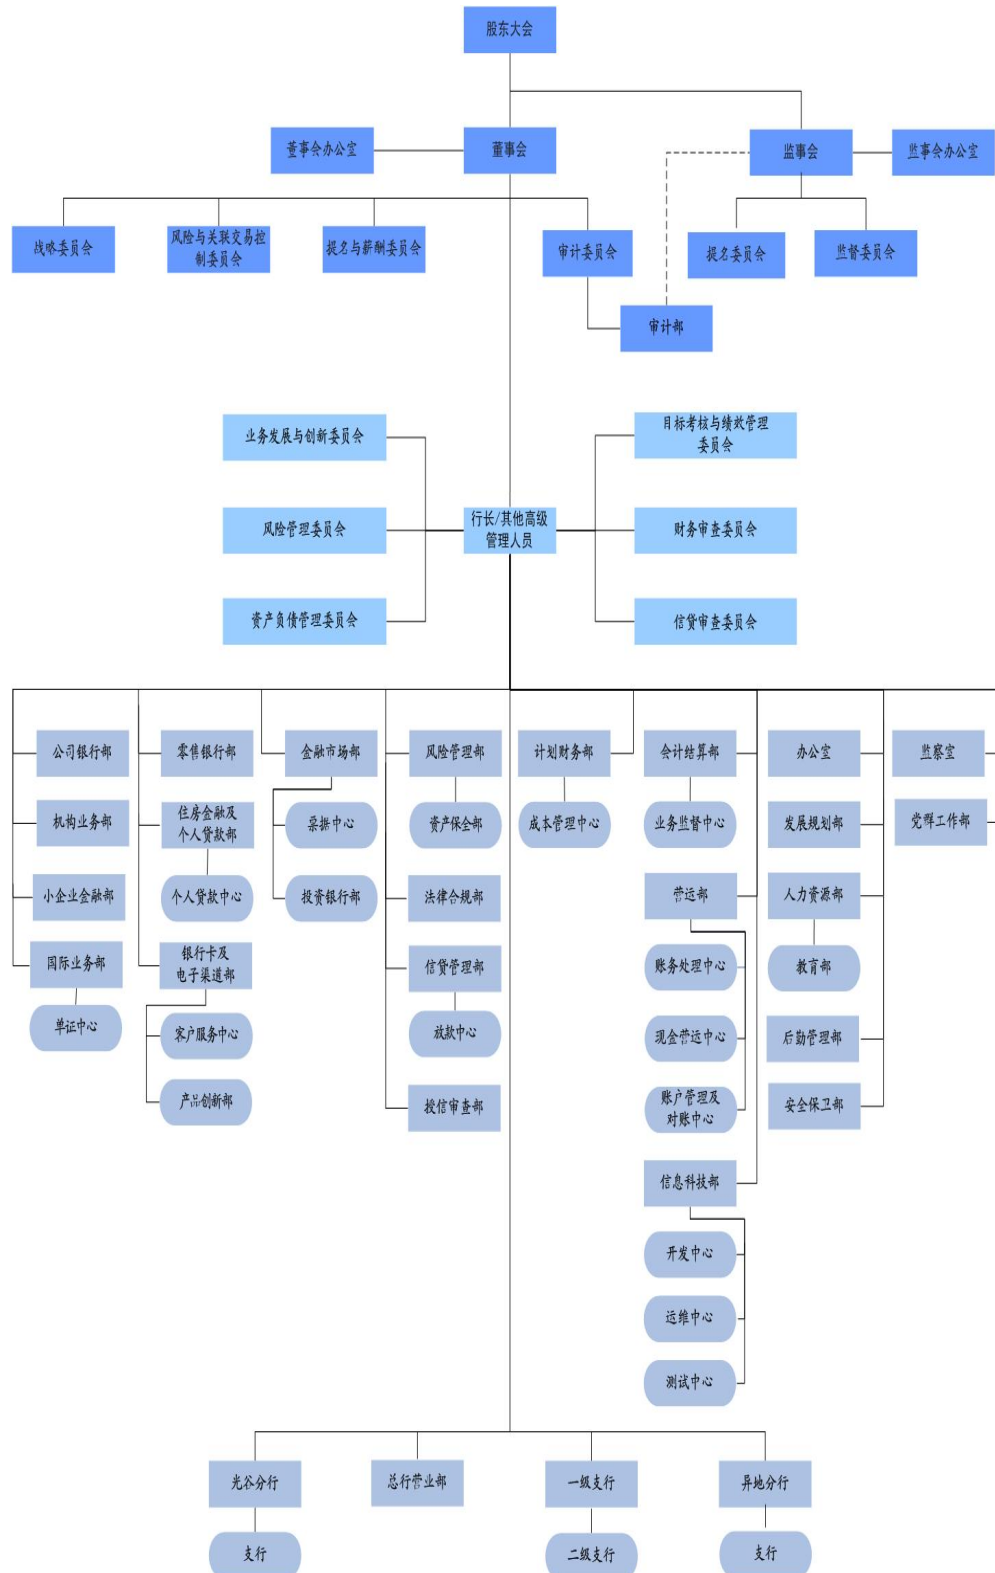 股东大会
董事会办公室
董事会
监事会
监事会办公室
战略委员会
风险与关联交易控
制委员会
提名与薪酬委员会
审计委员会
提名委员会
监督委员会
审计部
业务发展与创新委员会
目标考核与绩效管理
委员会
风险管理委员会
行长/其他高级
管理人员
财务审查委员会
资产负债管理委员会
信贷审查委员会
公司银行部
零售银行部
金融市场部
风险管理部
计划财务部
会计结算部
办公室
监察室
机构业务部
住房金融及
个人贷款部
票据中心
资产保全部
成本管理中心
业务监督中心
发展规划部
党群工作部
小企业金融部
个人贷款中心
投资银行部
法律合规部
营运部
人力资源部
国际业务部
银行卡及
电子渠道部
信贷管理部
账务处理中心
教育部
单证中心
客户服务中心
放款中心
现金营运中心
后勤管理部
产品创新部
授信审查部
账户管理及
对账中心
安全保卫部
信息科技部
开发中心
运维中心
测试中心
光谷分行
总行营业部
一级支行
异地分行
支行
二级支行
支行